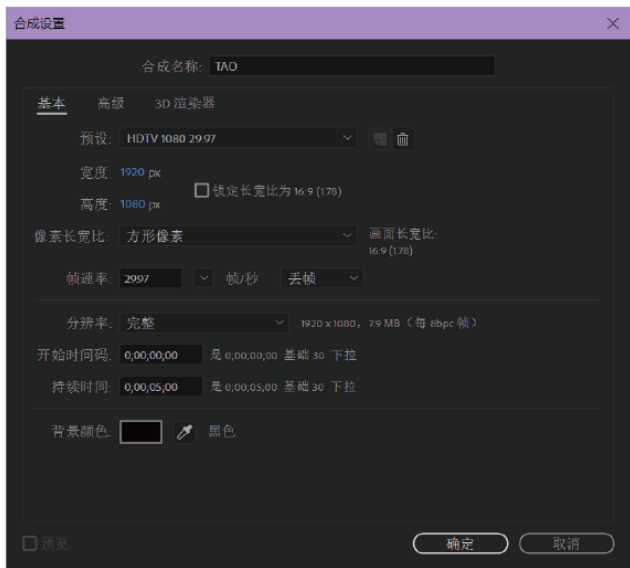 合成设置
合成名称: TAO
基本 高级 3D 渲染器
预设: HDTV 1080 29.97
宽度: 1920 px
锁定长宽比为 16:9 (1.78)
高度: 1080 px
像素长宽比: 方形像素 画面长宽比:
16:9 (1.78)
帧速率: 29.97 帧/秒 丢帧
分辨率: 完整 1920 x 1080, 7.9 MB (每 8bpc 帧)
开始时间码: 0;00;00;00 是 0;00;00;00 基础 30 下拉
持续时间: 0;00;05;00 是 0;00;05;00 基础 30 下拉
背景颜色: 黑色
预览 确定 取消